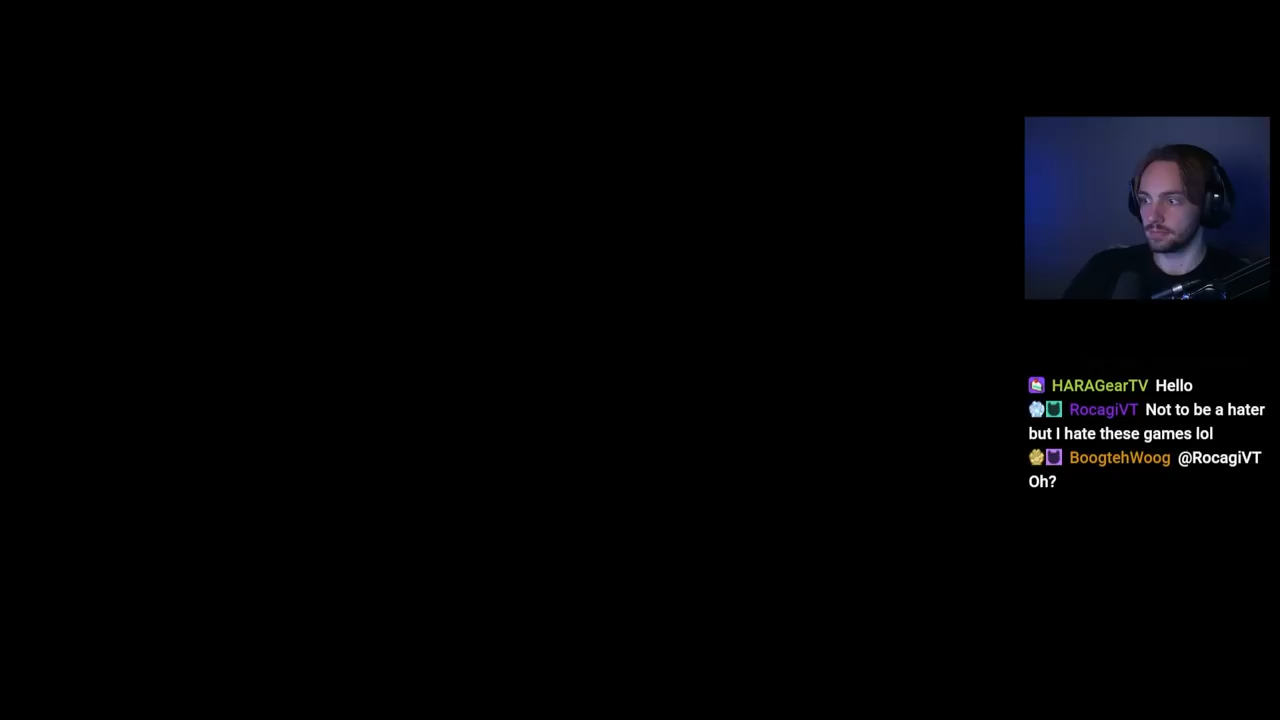 HARAGearTV Hello
RocagiVT Not to be a hater
but I hate these games lol
BoogtehWoog @RocagiVT
Oh?